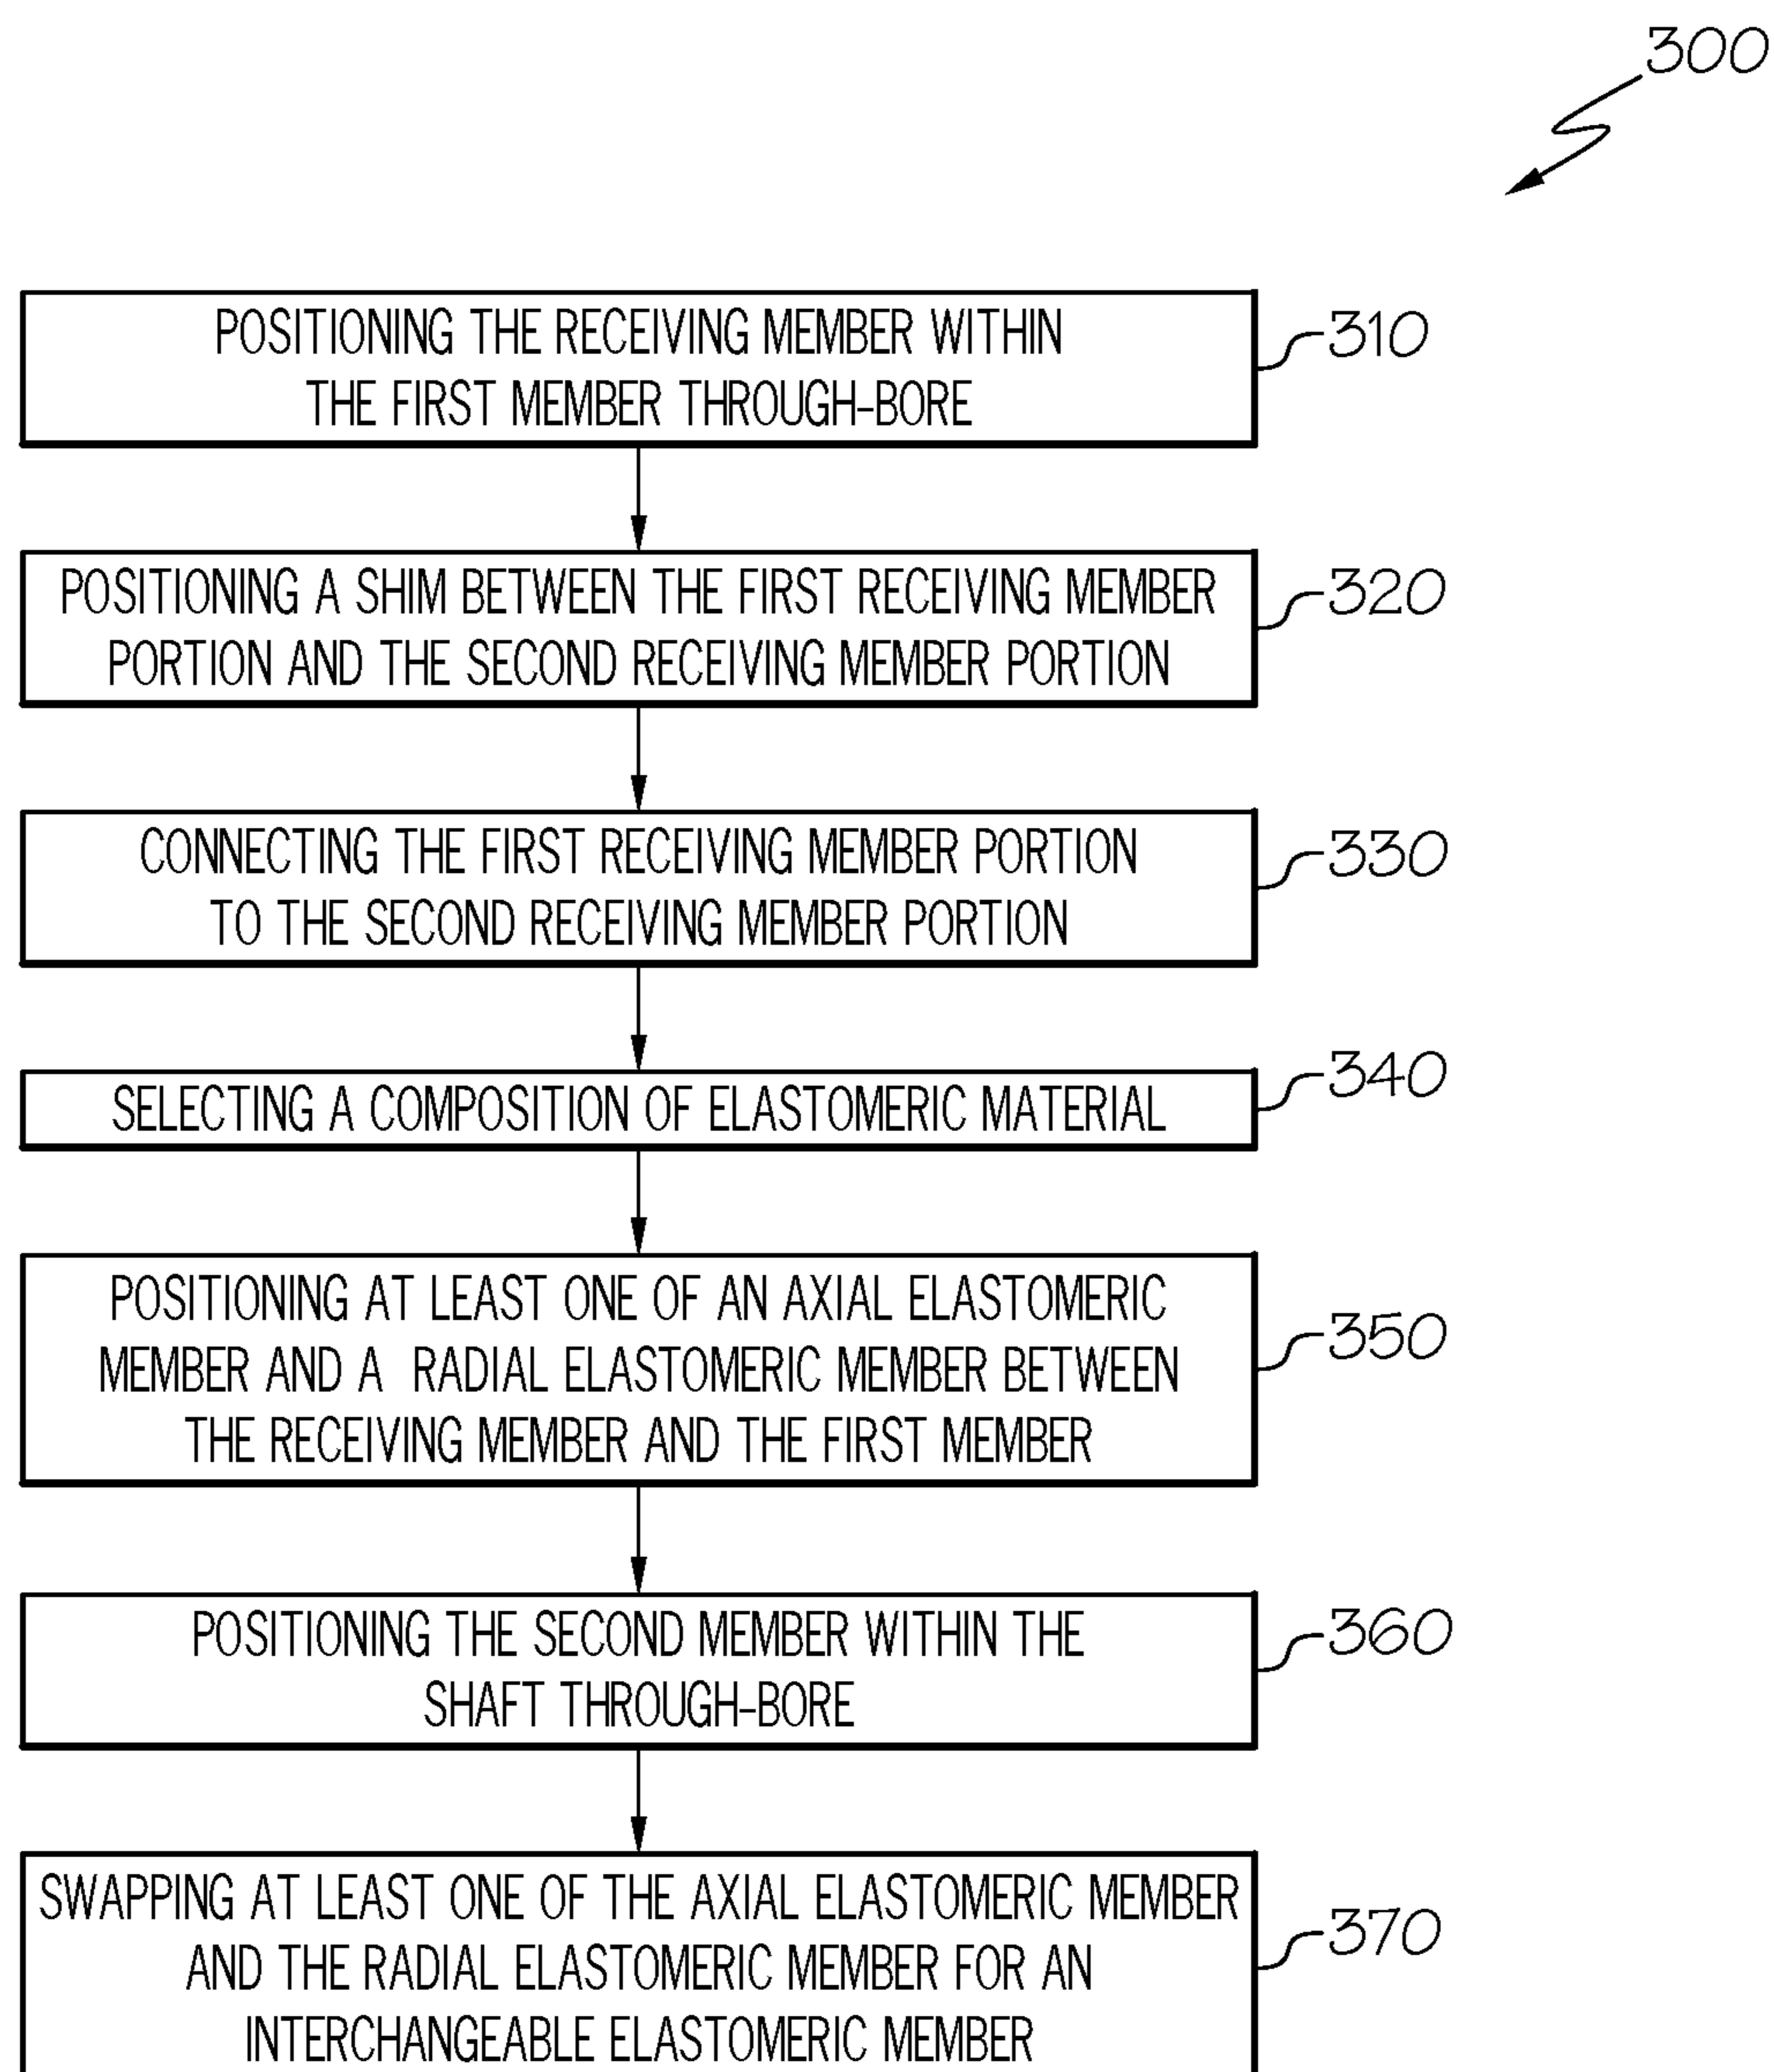 300
POSITIONING THE RECEIVING MEMBER WITHIN
THE FIRST MEMBER THROUGH-BORE
310
POSITIONING A SHIM BETWEEN THE FIRST RECEIVING MEMBER
PORTION AND THE SECOND RECEIVING MEMBER PORTION
320
CONNECTING THE FIRST RECEIVING MEMBER PORTION
TO THE SECOND RECEIVING MEMBER PORTION
330
SELECTING A COMPOSITION OF ELASTOMERIC MATERIAL
340
POSITIONING AT LEAST ONE OF AN AXIAL ELASTOMERIC
MEMBER AND A RADIAL ELASTOMERIC MEMBER BETWEEN
THE RECEIVING MEMBER AND THE FIRST MEMBER
350
POSITIONING THE SECOND MEMBER WITHIN THE
SHAFT THROUGH-BORE
360
SWAPPING AT LEAST ONE OF THE AXIAL ELASTOMERIC MEMBER
AND THE RADIAL ELASTOMERIC MEMBER FOR AN
INTERCHANGEABLE ELASTOMERIC MEMBER
370